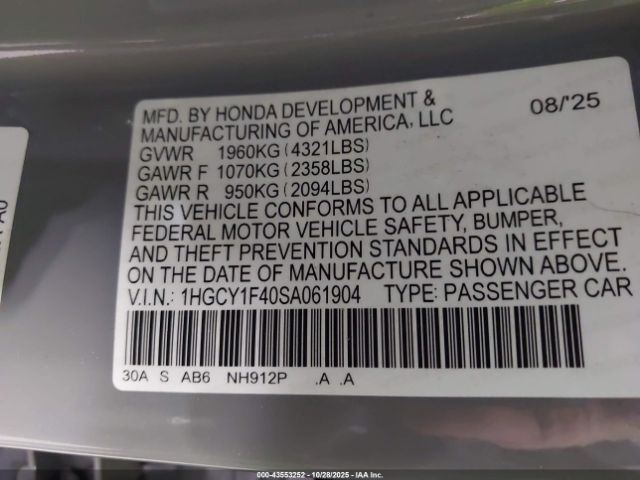 MFD. BY HONDA DEVELOPMENT & 08/'25
MANUFACTURING OF AMERICA, LLC
GVWR 1960KG (4321LBS)
GAWR F 1070KG (2358LBS)
GAWR R 950KG (2094LBS)
THIS VEHICLE CONFORMS TO ALL APPLICABLE
FEDERAL MOTOR VEHICLE SAFETY, BUMPER,
AND THEFT PREVENTION STANDARDS IN EFFECT
ON THE DATE OF MANUFACTURE SHOWN ABOVE.
V.I.N.: 1HGCY1F40SA061904 TYPE: PASSENGER CAR
30A S AB6 NH912P .A .A
000-43553252 | 10/28/2025 | IAA Inc.